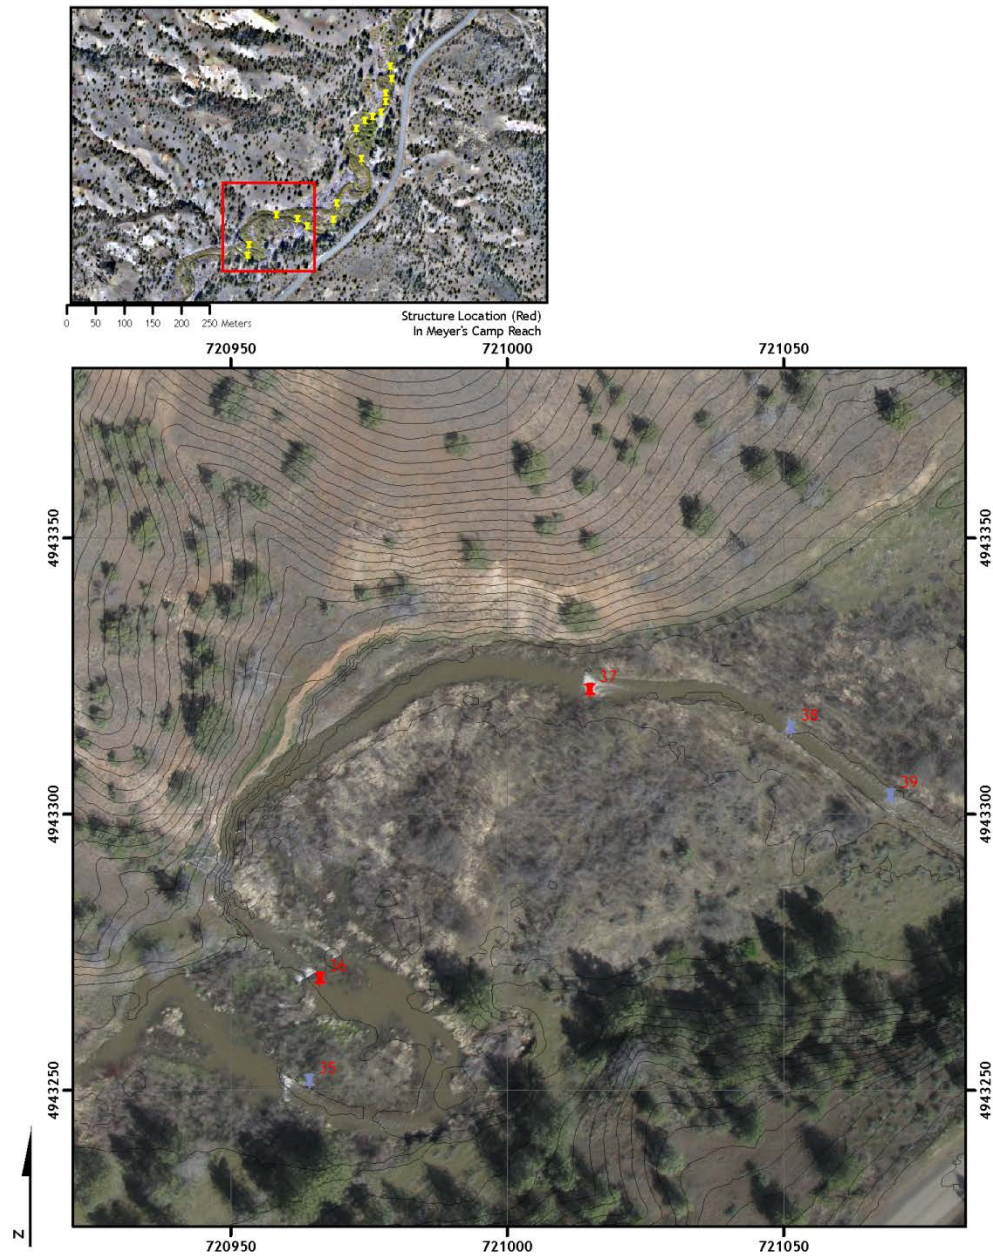 0 50 100 150 200 250 Meters
Structure Location (Red)
In Meyer's Camp Reach
720950 721000 721050
4943350 4943350
37
38
39
4943300 4943300
36
35
4943250 4943250
N
720950 721000 721050